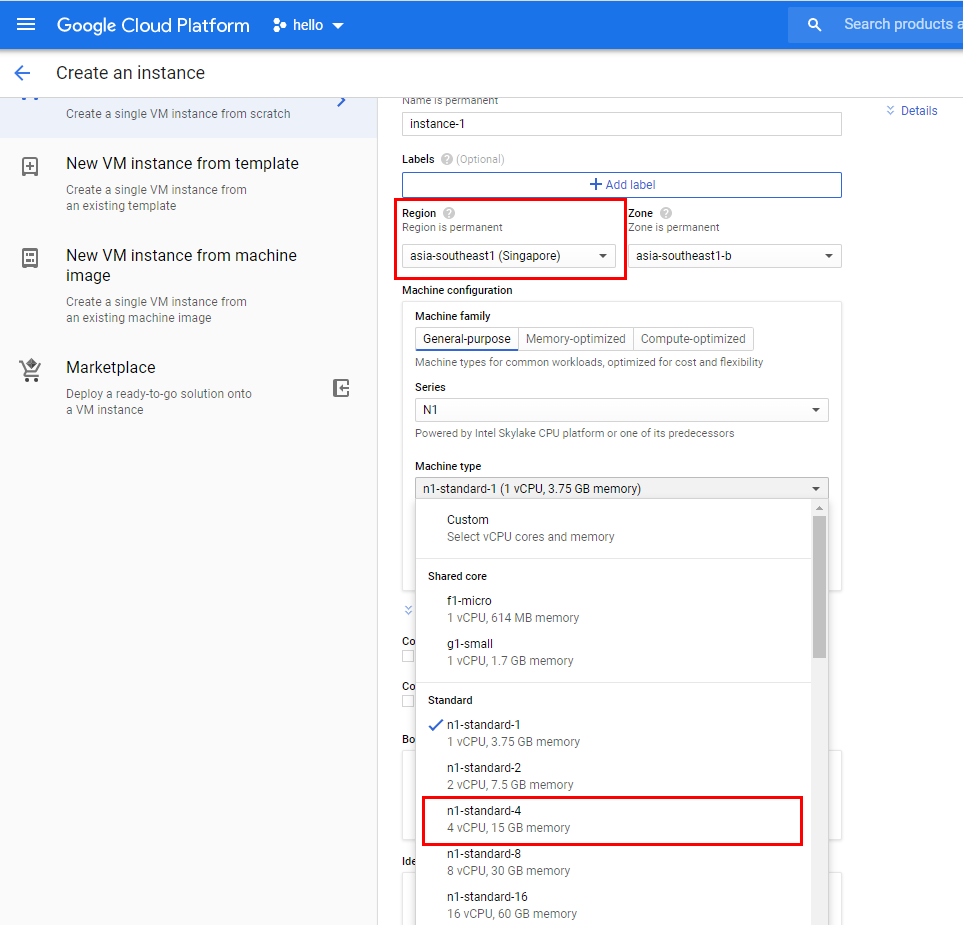 Google Cloud Platform
hello
Search products a
Create an instance
Create a single VM instance from scratch
New VM instance from template
Create a single VM instance from
an existing template
New VM instance from machine
image
Create a single VM instance from
an existing machine image
Marketplace
Deploy a ready-to-go solution onto
a VM instance
Name is permanent
instance-1
Details
Labels ? (Optional)
+ Add label
Region ?
Region is permanent
asia-southeast1 (Singapore)
Zone ?
Zone is permanent
asia-southeast1-b
Machine configuration
Machine family
General-purpose
Memory-optimized
Compute-optimized
Machine types for common workloads, optimized for cost and flexibility
Series
N1
Powered by Intel Skylake CPU platform or one of its predecessors
Machine type
n1-standard-1 (1 vCPU, 3.75 GB memory)
Custom
Select vCPU cores and memory
Shared core
f1-micro
1 vCPU, 614 MB memory
g1-small
1 vCPU, 1.7 GB memory
Standard
n1-standard-1
1 vCPU, 3.75 GB memory
n1-standard-2
2 vCPU, 7.5 GB memory
n1-standard-4
4 vCPU, 15 GB memory
n1-standard-8
8 vCPU, 30 GB memory
n1-standard-16
16 vCPU, 60 GB memory
Co
Co
Bo
Ide